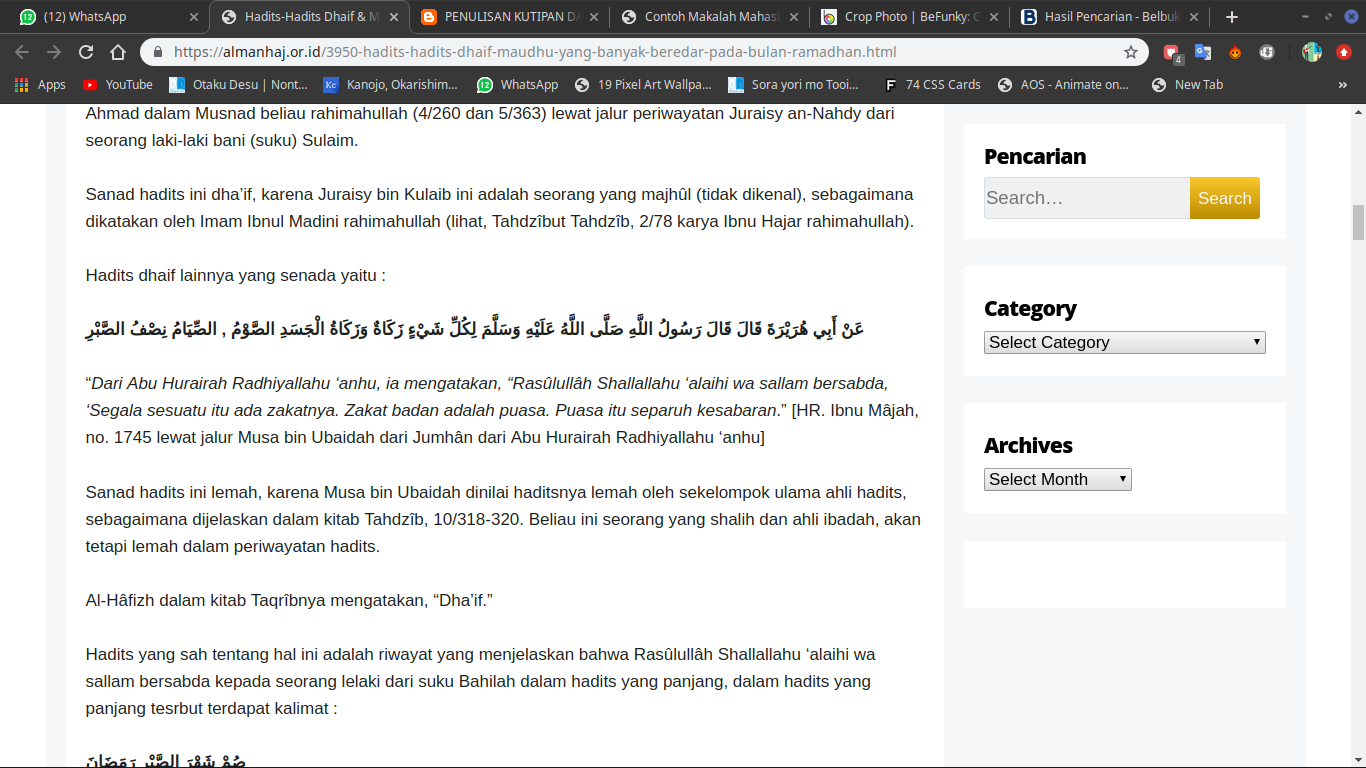 (12) WhatsApp
Hadits-Hadits Dhaif & M
PENULISAN KUTIPAN DA
Contoh Makalah Mahasi
Crop Photo | BeFunky: C
Hasil Pencarian - Belbuk
https://almanhaj.or.id/3950-hadits-hadits-dhaif-maudhu-yang-banyak-beredar-pada-bulan-ramadhan.html
4
Apps
YouTube
Otaku Desu | Nont...
Kanojo, Okarishim...
WhatsApp
19 Pixel Art Wallpa...
Sora yori mo Tooi...
74 CSS Cards
AOS - Animate on...
New Tab
»
Ahmad dalam Musnad beliau rahimahullah (4/260 dan 5/363) lewat jalur periwayatan Juraisy an-Nahdy dari
seorang laki-laki bani (suku) Sulaim.
Sanad hadits ini dha’if, karena Juraisy bin Kulaib ini adalah seorang yang majhûl (tidak dikenal), sebagaimana
dikatakan oleh Imam Ibnul Madini rahimahullah (lihat, Tahdzîbut Tahdzîb, 2/78 karya Ibnu Hajar rahimahullah).
Hadits dhaif lainnya yang senada yaitu :
عَنْ أَبِي هُرَيْرَةَ قَالَ قَالَ رَسُولُ اللَّهِ صَلَّى اللَّهُ عَلَيْهِ وَسَلَّمَ لِكُلِّ شَيْءٍ زَكَاةٌ وَزَكَاةُ الْجَسَدِ الصَّوْمُ , الصِّيَامُ نِصْفُ الصَّبْرِ
“Dari Abu Hurairah Radhiyallahu ‘anhu, ia mengatakan, “Rasûlullâh Shallallahu ‘alaihi wa sallam bersabda,
‘Segala sesuatu itu ada zakatnya. Zakat badan adalah puasa. Puasa itu separuh kesabaran.” [HR. Ibnu Mâjah,
no. 1745 lewat jalur Musa bin Ubaidah dari Jumhân dari Abu Hurairah Radhiyallahu ‘anhu]
Sanad hadits ini lemah, karena Musa bin Ubaidah dinilai haditsnya lemah oleh sekelompok ulama ahli hadits,
sebagaimana dijelaskan dalam kitab Tahdzîb, 10/318-320. Beliau ini seorang yang shalih dan ahli ibadah, akan
tetapi lemah dalam periwayatan hadits.
Al-Hâfizh dalam kitab Taqrîbnya mengatakan, “Dha’if.”
Hadits yang sah tentang hal ini adalah riwayat yang menjelaskan bahwa Rasûlullâh Shallallahu ‘alaihi wa
sallam bersabda kepada seorang lelaki dari suku Bahilah dalam hadits yang panjang, dalam hadits yang
panjang tesrbut terdapat kalimat :
صُمْ شَهْرَ الصَّبْرِ رَمَضَانَ
Pencarian
Search…
Search
Category
Select Category
Archives
Select Month